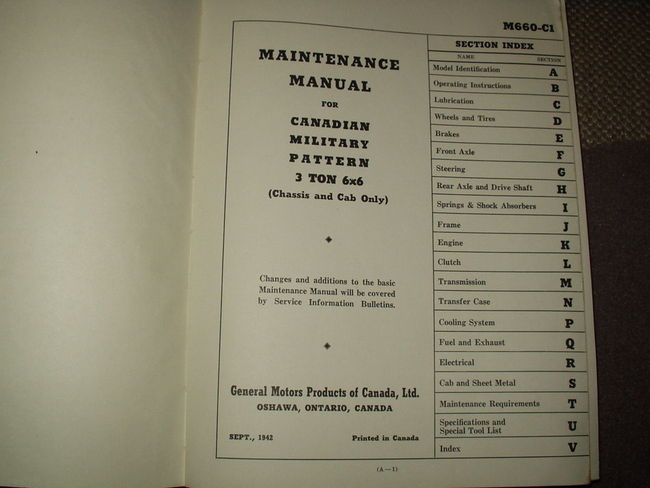 M660-C1
MAINTENANCE
MANUAL
FOR
CANADIAN
MILITARY
PATTERN
3 TON 6x6
(Chassis and Cab Only)
Changes and additions to the basic
Maintenance Manual will be covered
by Service Information Bulletins.
General Motors Products of Canada, Ltd.
OSHAWA, ONTARIO, CANADA
SEPT., 1942 Printed in Canada
SECTION INDEX
NAME SECTION
Model Identification A
Operating Instructions B
Lubrication C
Wheels and Tires D
Brakes E
Front Axle F
Steering G
Rear Axle and Drive Shaft H
Springs & Shock Absorbers I
Frame J
Engine K
Clutch L
Transmission M
Transfer Case N
Cooling System P
Fuel and Exhaust Q
Electrical R
Cab and Sheet Metal S
Maintenance Requirements T
Specifications and
Special Tool List U
Index V
(A—1)